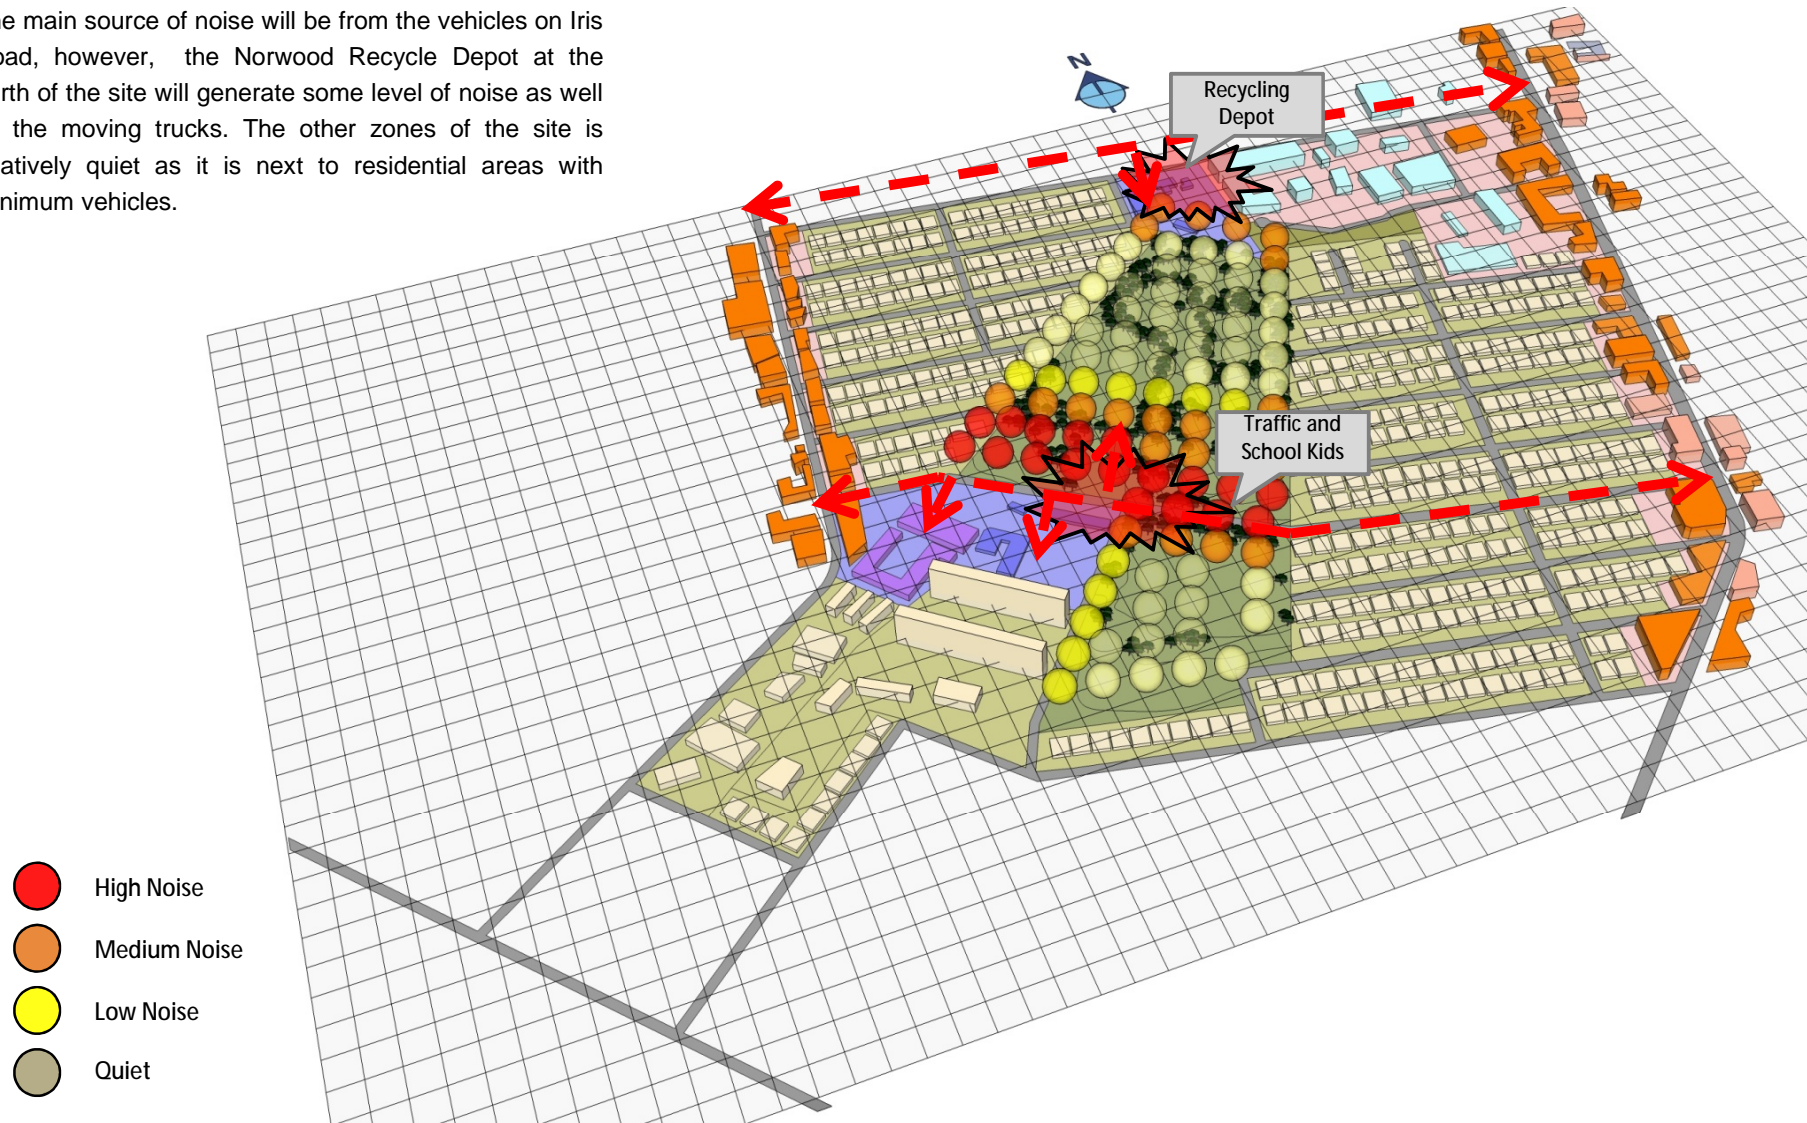 he main source of noise will be from the vehicles on Iris
oad, however, the Norwood Recycle Depot at the
rth of the site will generate some level of noise as well
the moving trucks. The other zones of the site is
atively quiet as it is next to residential areas with
nimum vehicles.
N
Recycling
Depot
Traffic and
School Kids
High Noise
Medium Noise
Low Noise
Quiet